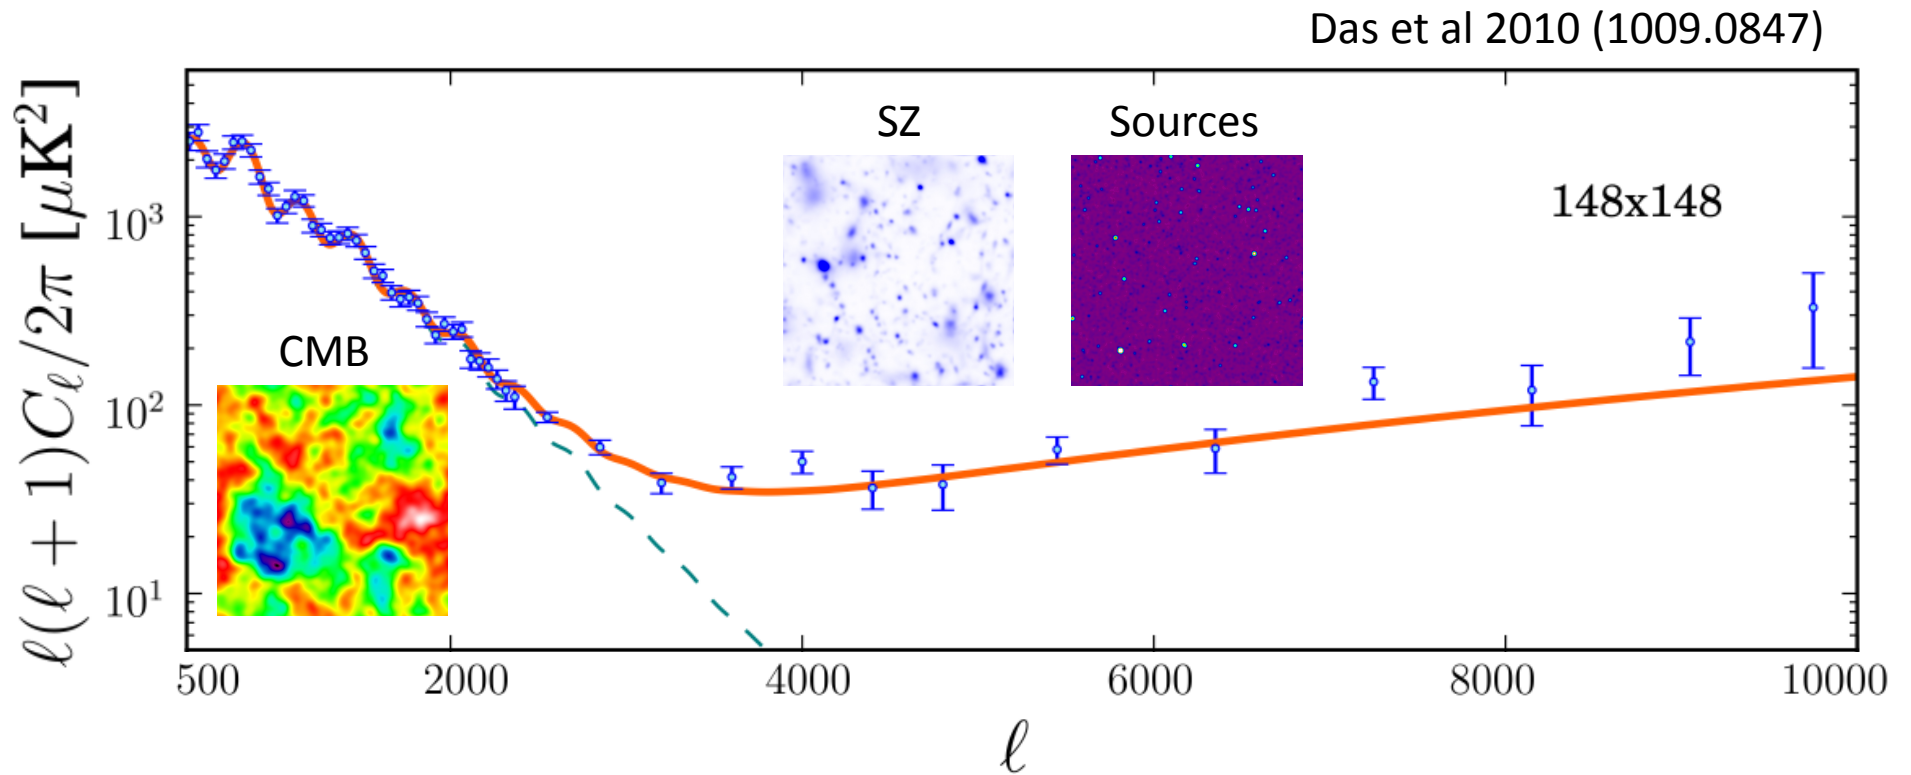 Das et al 2010 (1009.0847)
SZ
Sources
148x148
CMB
ℓ(ℓ + 1)Cℓ/2π [μK²]
10³
10²
10¹
500
2000
4000
6000
8000
10000
ℓ